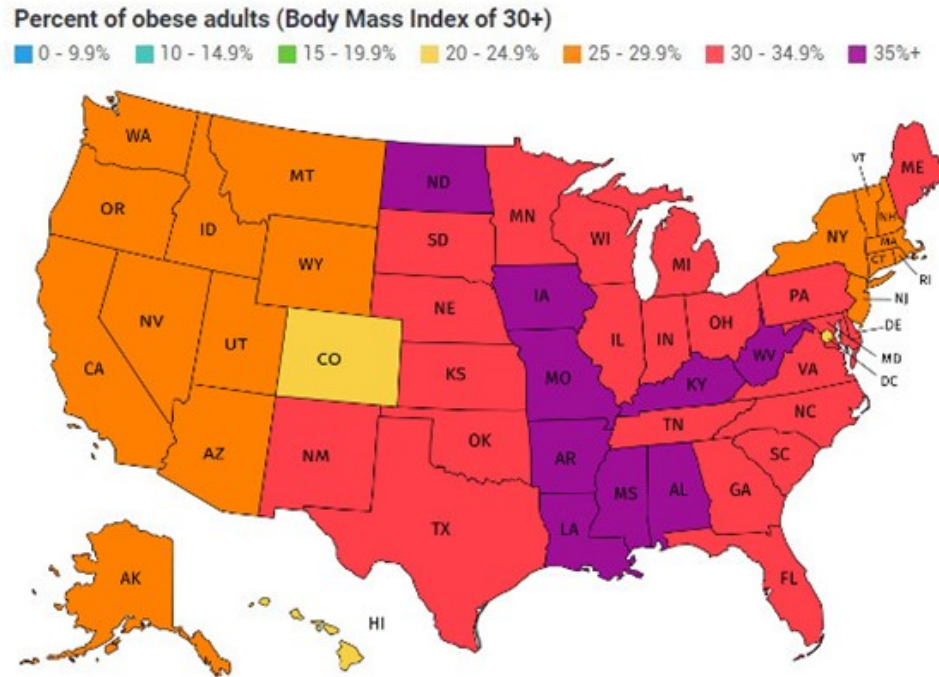 Percent of obese adults (Body Mass Index of 30+)
0 - 9.9% 10 - 14.9% 15 - 19.9% 20 - 24.9% 25 - 29.9% 30 - 34.9% 35%+
WA
MT
ND
MN
VT
ME
OR
ID
SD
WI
MI
NY
NH
MA
CT
RI
WY
NV
UT
CO
NE
IA
IL
IN
OH
PA
NJ
DE
MD
DC
CA
KS
MO
KY
WV
VA
AZ
NM
OK
AR
TN
NC
SC
TX
LA
MS
AL
GA
FL
AK
HI